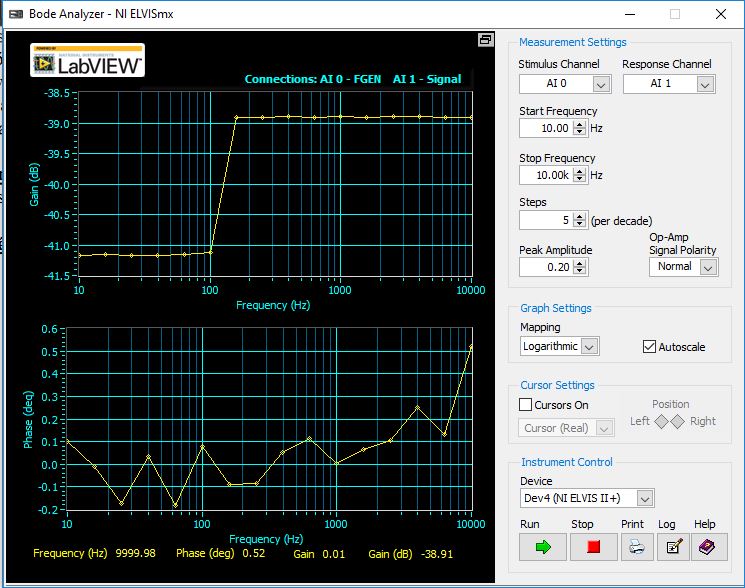 Bode Analyzer - NI ELVISmx
POWERED BY NATIONAL INSTRUMENTS
LabVIEW™
Connections: AI 0 - FGEN AI 1 - Signal
-38.5
-39.0
-39.5
-40.0
-40.5
-41.0
-41.5
Gain (dB)
10 100 1000 10000
Frequency (Hz)
0.6
0.5
0.4
0.3
0.2
0.1
0.0
-0.1
-0.2
Phase (deg)
10 100 1000 10000
Frequency (Hz)
Frequency (Hz) 9999.98 Phase (deg) 0.52 Gain 0.01 Gain (dB) -38.91
Measurement Settings
Stimulus Channel Response Channel
AI 0 AI 1
Start Frequency
10.00 Hz
Stop Frequency
10.00k Hz
Steps
5 (per decade)
Peak Amplitude
0.20
Op-Amp
Signal Polarity
Normal
Graph Settings
Mapping
Logarithmic Autoscale
Cursor Settings
Cursors On
Cursor (Real)
Position
Left Right
Instrument Control
Device
Dev4 (NI ELVIS II+)
Run Stop Print Log Help